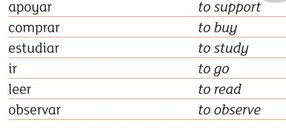 apoyar to support
comprar to buy
estudiar to study
ir to go
leer to read
observar to observe